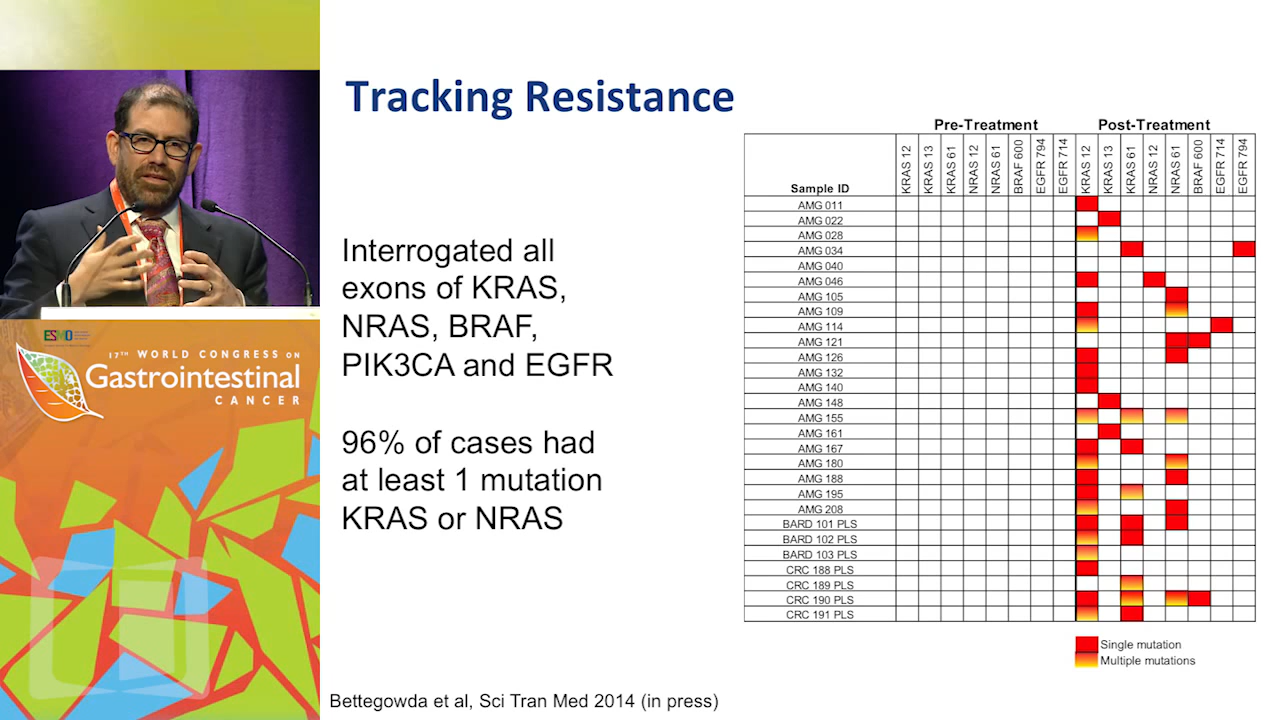 Tracking Resistance
Interrogated all
exons of KRAS,
NRAS, BRAF,
PIK3CA and EGFR
96% of cases had
at least 1 mutation
KRAS or NRAS
Pre-Treatment Post-Treatment
Sample ID KRAS 12 KRAS 13 KRAS 61 NRAS 12 NRAS 61 BRAF 600 EGFR 794 EGFR 714 KRAS 12 KRAS 13 KRAS 61 NRAS 12 NRAS 61 BRAF 600 EGFR 714 EGFR 794
AMG 011
AMG 022
AMG 028
AMG 034
AMG 040
AMG 046
AMG 105
AMG 109
AMG 114
AMG 121
AMG 126
AMG 132
AMG 140
AMG 148
AMG 155
AMG 161
AMG 167
AMG 180
AMG 188
AMG 195
AMG 208
BARD 101 PLS
BARD 102 PLS
BARD 103 PLS
CRC 188 PLS
CRC 189 PLS
CRC 190 PLS
CRC 191 PLS
Single mutation
Multiple mutations
Bettegowda et al, Sci Tran Med 2014 (in press)
ESMO
17TH WORLD CONGRESS ON
Gastrointestinal
CANCER